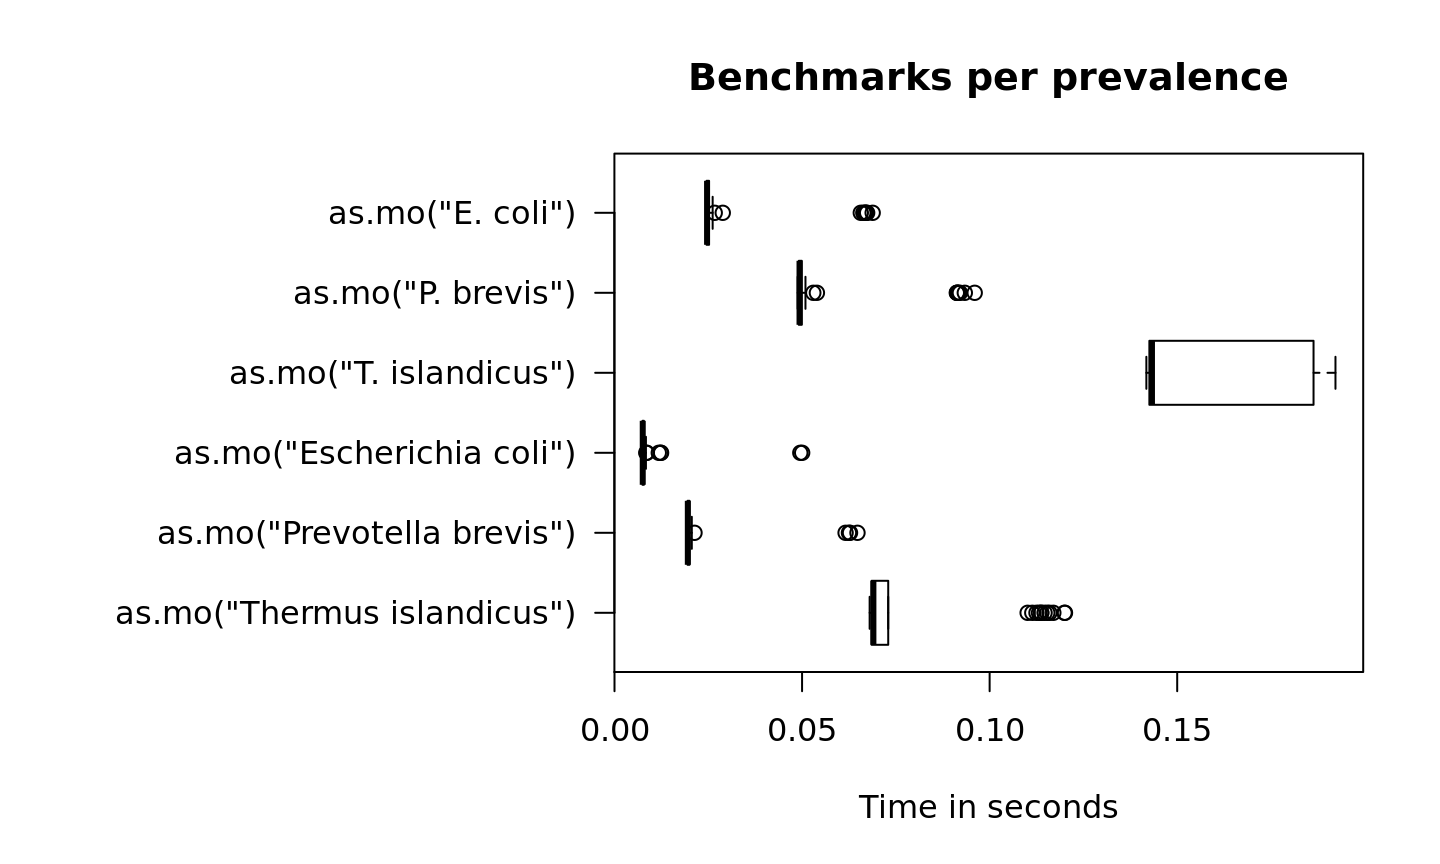 Benchmarks per prevalence
as.mo("E. coli")
as.mo("P. brevis")
as.mo("T. islandicus")
as.mo("Escherichia coli")
as.mo("Prevotella brevis")
as.mo("Thermus islandicus")
0.00 0.05 0.10 0.15
Time in seconds